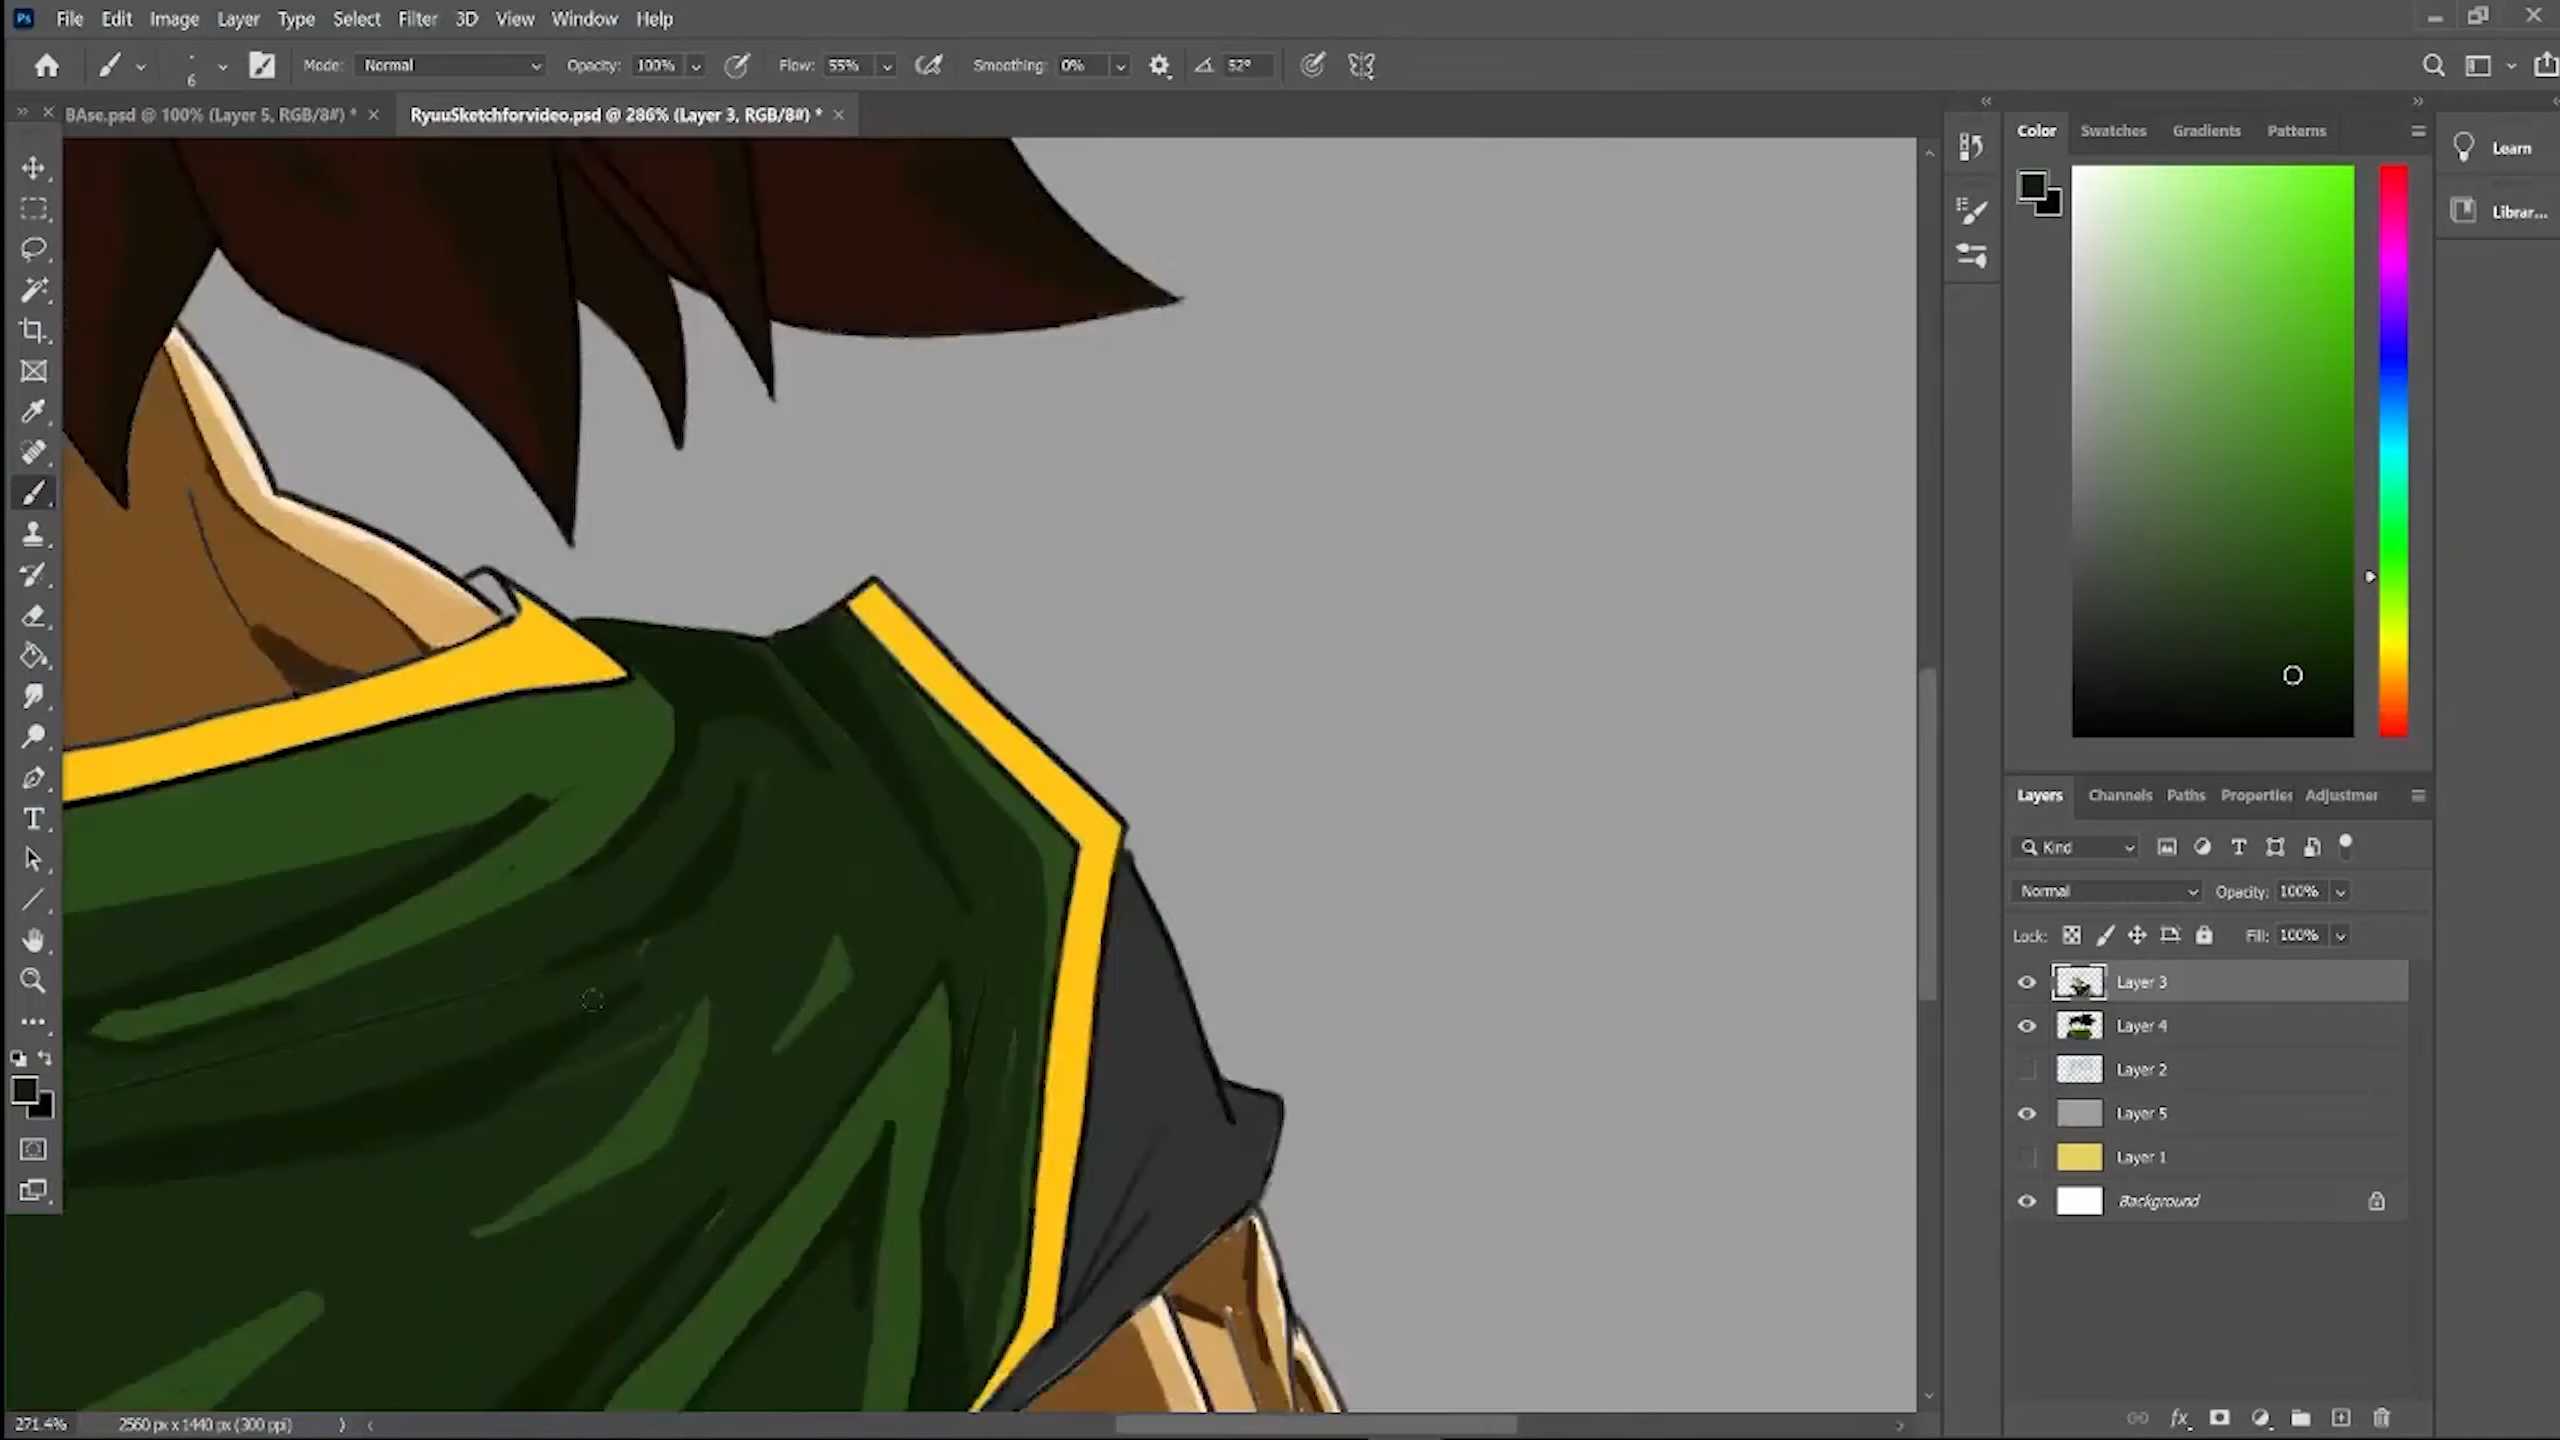 Ps File Edit Image Layer Type Select Filter 3D View Window Help
6 Mode: Normal Opacity: 100% Flow: 55% Smoothing: 0% 52°
BAse.psd @ 100% (Layer 5, RGB/8#) * RyuuSketchforvideo.psd @ 286% (Layer 3, RGB/8#) *
Color Swatches Gradients Patterns
Learn
Librar...
Layers Channels Paths Properties Adjustmer
Kind
Normal Opacity: 100%
Lock: Fill: 100%
Layer 3
Layer 4
Layer 2
Layer 5
Layer 1
Background
271.4% 2560 px x 1440 px (300 ppi)
fx